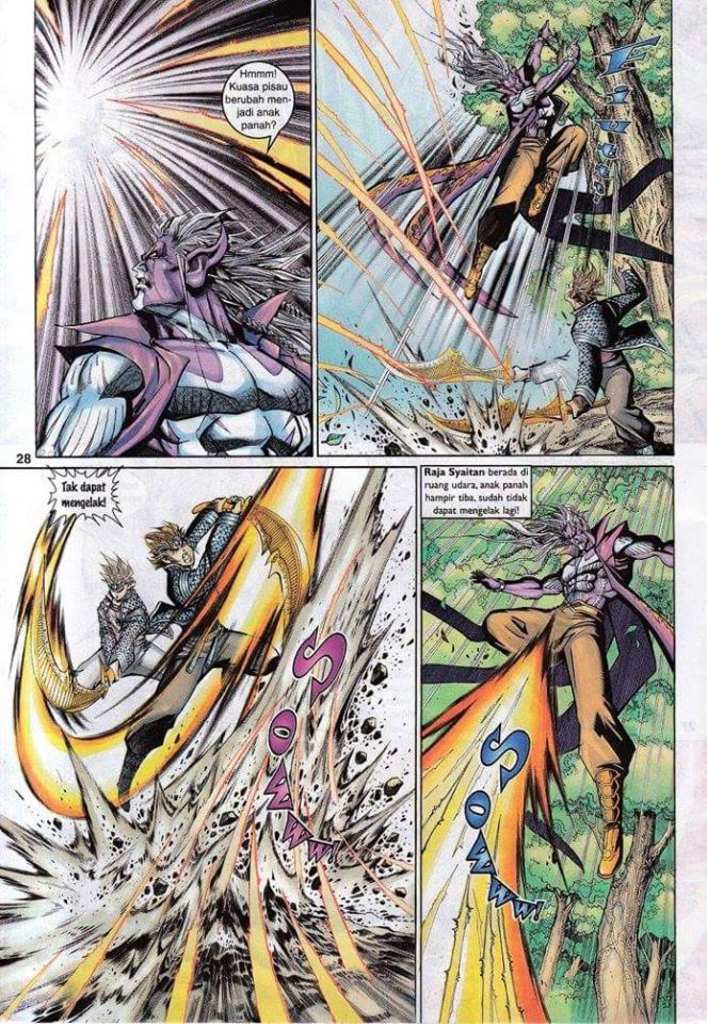 Hmmm!
Kuasa pisau
berubah men-
jadi anak
panah?
28
Tak dapat
mengelak!
SOWWW!
Raja Syaitan berada di
ruang udara, anak panah
hampir tiba, sudah tidak
dapat mengelak lagi!
SOWWW!